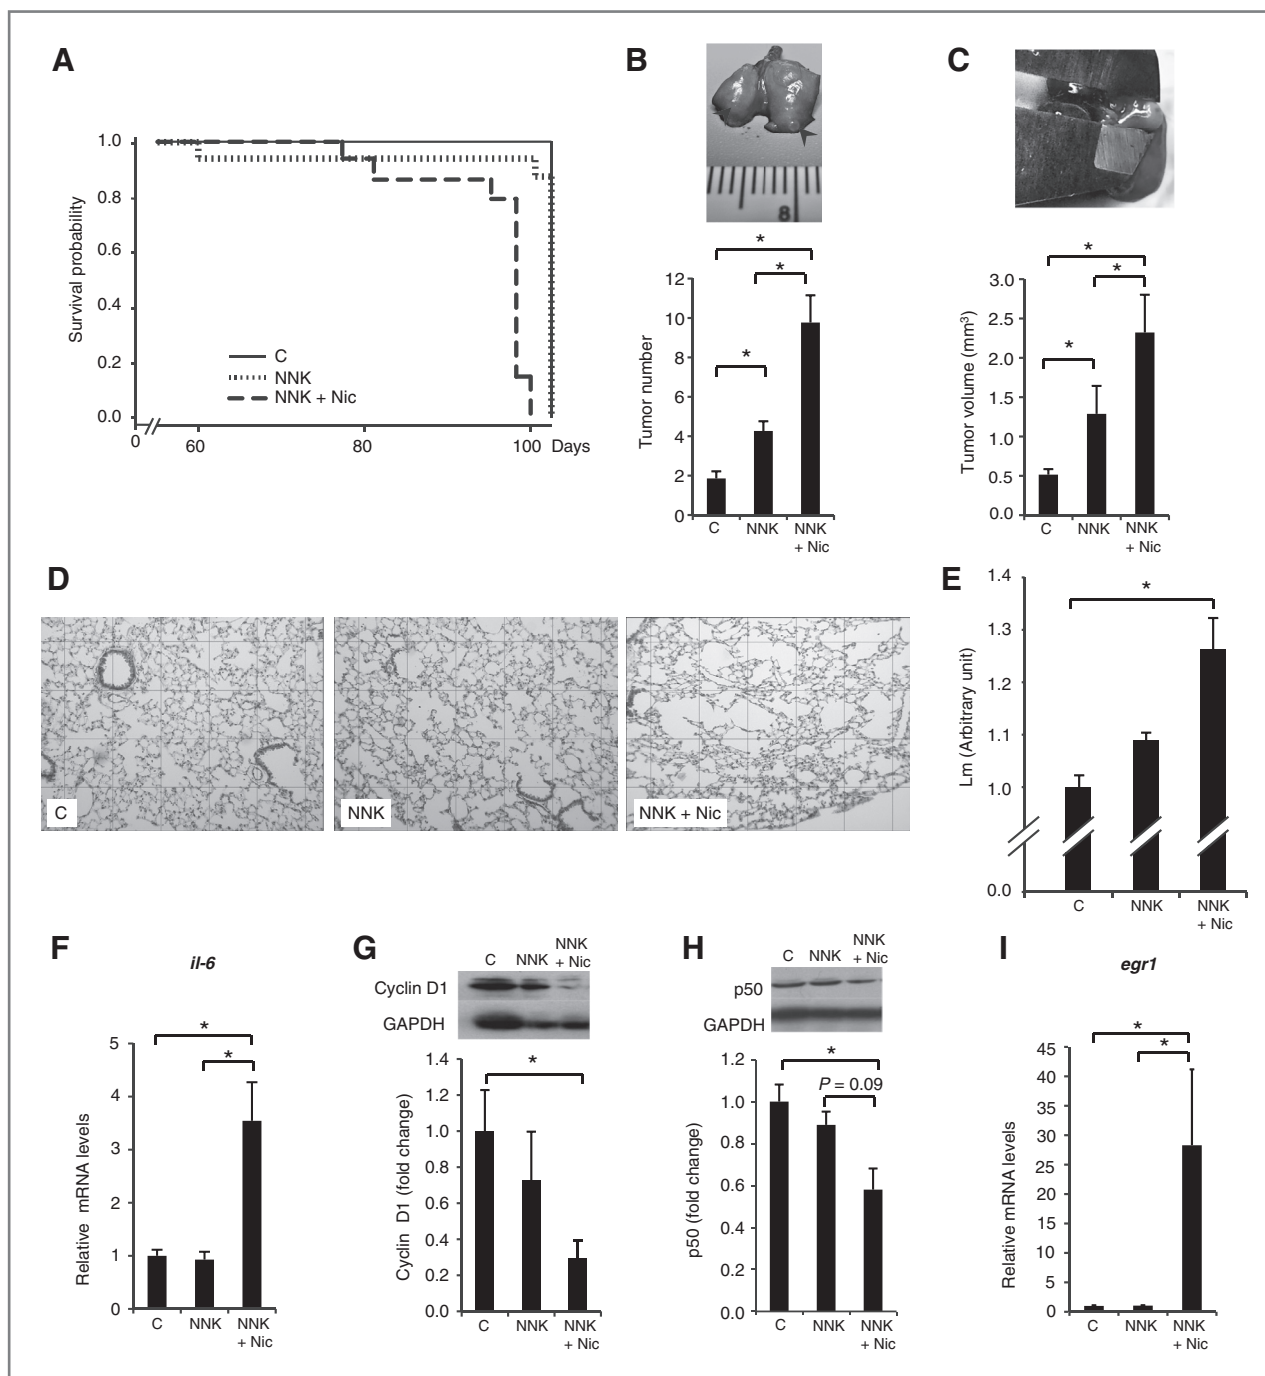 A
Survival probability
1.0
0.8
0.6
0.4
0.2
0.0
0
60
80
100 Days
C
NNK
NNK + Nic
B
8
*
*
*
Tumor number
12
10
8
6
4
2
0
C
NNK
NNK
+ Nic
C
*
*
*
Tumor volume (mm³)
3.0
2.5
2.0
1.5
1.0
0.5
0.0
C
NNK
NNK
+ Nic
D
C
NNK
NNK + Nic
E
*
Lm (Arbitrary unit)
1.4
1.3
1.2
1.1
1.0
0.0
C
NNK
NNK
+ Nic
F
il-6
*
*
Relative mRNA levels
5
4
3
2
1
0
C
NNK
NNK
+ Nic
G
C
NNK
NNK
+ Nic
Cyclin D1
GAPDH
*
Cyclin D1 (fold change)
1.4
1.2
1.0
0.8
0.6
0.4
0.2
0.0
C
NNK
NNK
+ Nic
H
C
NNK
NNK
+ Nic
p50
GAPDH
*
P = 0.09
p50 (fold change)
1.2
1.0
0.8
0.6
0.4
0.2
0.0
C
NNK
NNK
+ Nic
I
egr1
*
*
Relative mRNA levels
45
40
35
30
25
20
15
10
5
0
C
NNK
NNK
+ Nic